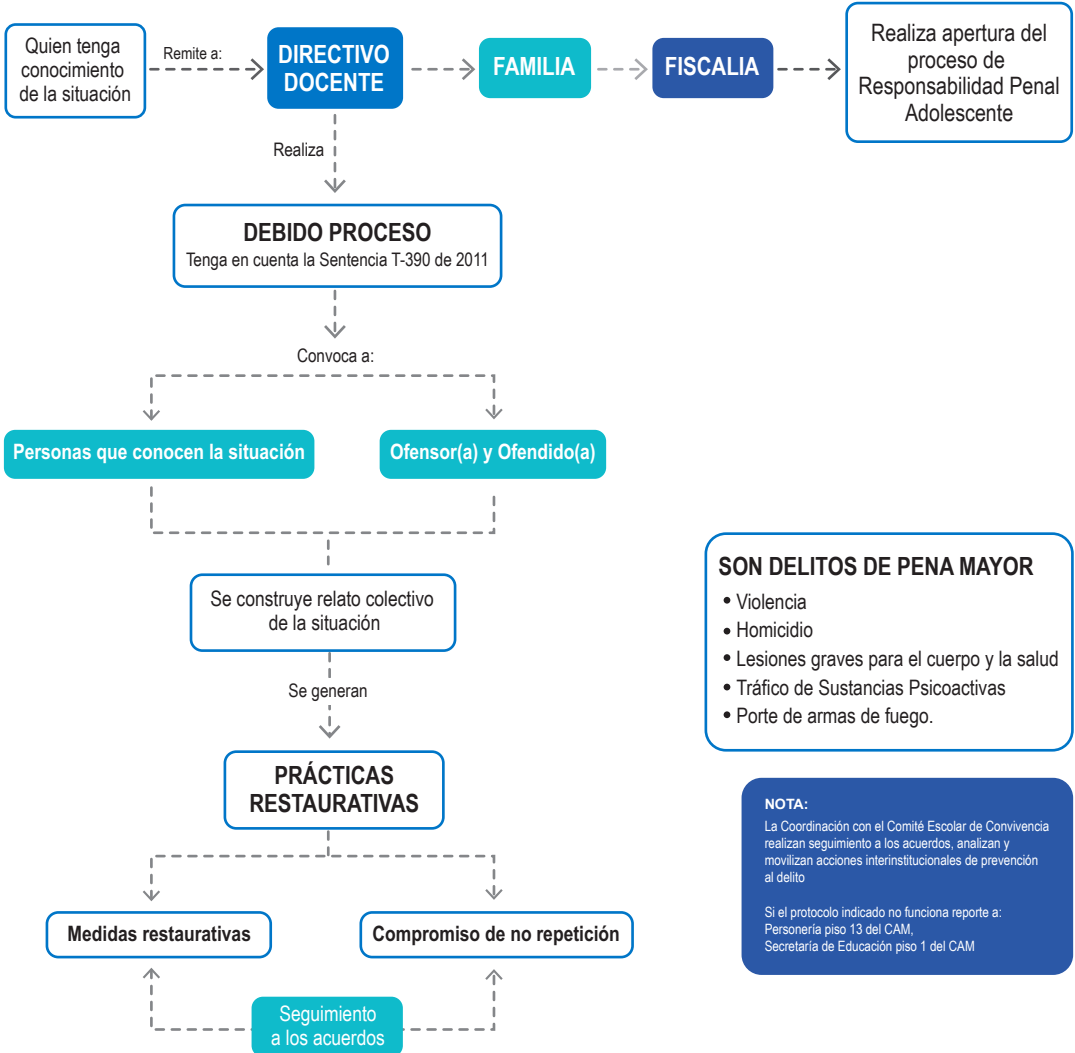 Quien tenga
conocimiento
de la situación
Remite a:
DIRECTIVO
DOCENTE
FAMILIA
FISCALIA
Realiza apertura del
proceso de
Responsabilidad Penal
Adolescente
Realiza
DEBIDO PROCESO
Tenga en cuenta la Sentencia T-390 de 2011
Convoca a:
Personas que conocen la situación
Ofensor(a) y Ofendido(a)
Se construye relato colectivo
de la situación
Se generan
PRÁCTICAS
RESTAURATIVAS
Medidas restaurativas
Compromiso de no repetición
Seguimiento
a los acuerdos
SON DELITOS DE PENA MAYOR
• Violencia
• Homicidio
• Lesiones graves para el cuerpo y la salud
• Tráfico de Sustancias Psicoactivas
• Porte de armas de fuego.
NOTA:
La Coordinación con el Comité Escolar de Convivencia
realizan seguimiento a los acuerdos, analizan y
movilizan acciones interinstitucionales de prevención
al delito
Si el protocolo indicado no funciona reporte a:
Personería piso 13 del CAM,
Secretaría de Educación piso 1 del CAM